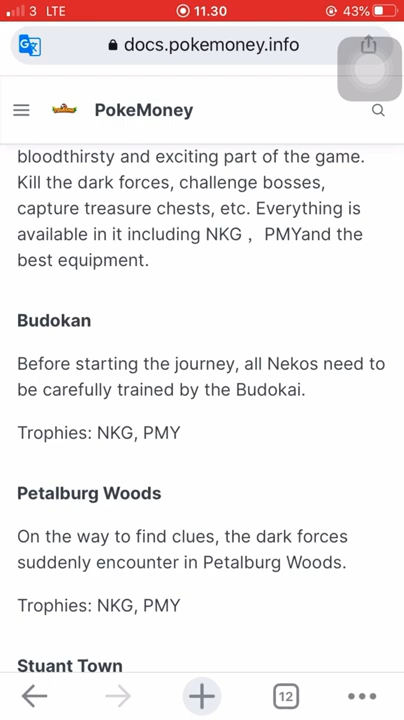 3 LTE 11.30 43%
docs.pokemoney.info
PokeMoney
bloodthirsty and exciting part of the game.
Kill the dark forces, challenge bosses,
capture treasure chests, etc. Everything is
available in it including NKG ，PMYand the
best equipment.
Budokan
Before starting the journey, all Nekos need to
be carefully trained by the Budokai.
Trophies: NKG, PMY
Petalburg Woods
On the way to find clues, the dark forces
suddenly encounter in Petalburg Woods.
Trophies: NKG, PMY
Stuant Town
12